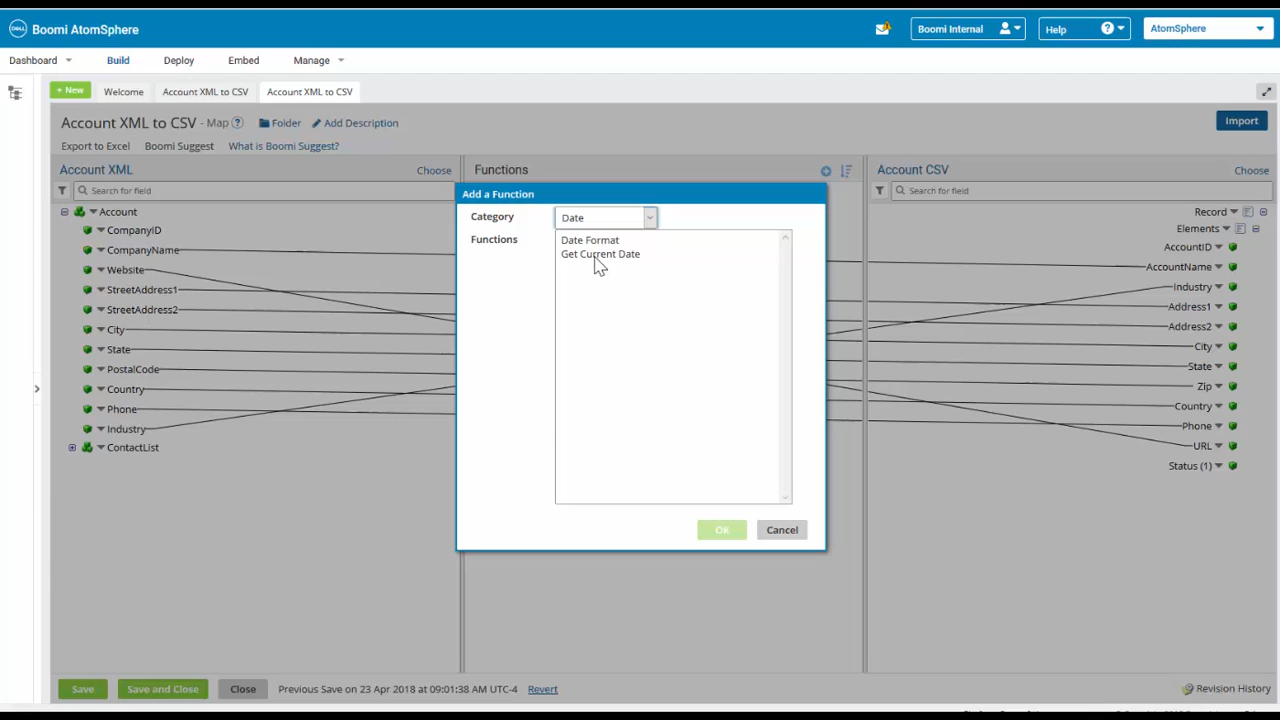 DELL Boomi AtomSphere
Boomi Internal
Help
AtomSphere
Dashboard
Build
Deploy
Embed
Manage
+ New
Welcome
Account XML to CSV
Account XML to CSV
Account XML to CSV - Map
Folder
Add Description
Import
Export to Excel
Boomi Suggest
What is Boomi Suggest?
Account XML
Choose
Functions
Account CSV
Choose
Search for field
Search for field
Add a Function
Category
Date
Functions
Date Format
Get Current Date
OK
Cancel
Account
CompanyID
CompanyName
Website
StreetAddress1
StreetAddress2
City
State
PostalCode
Country
Phone
Industry
ContactList
Record
Elements
AccountID
AccountName
Industry
Address1
Address2
City
State
Zip
Country
Phone
URL
Status (1)
Save
Save and Close
Close
Previous Save on 23 Apr 2018 at 09:01:38 AM UTC-4
Revert
Revision History